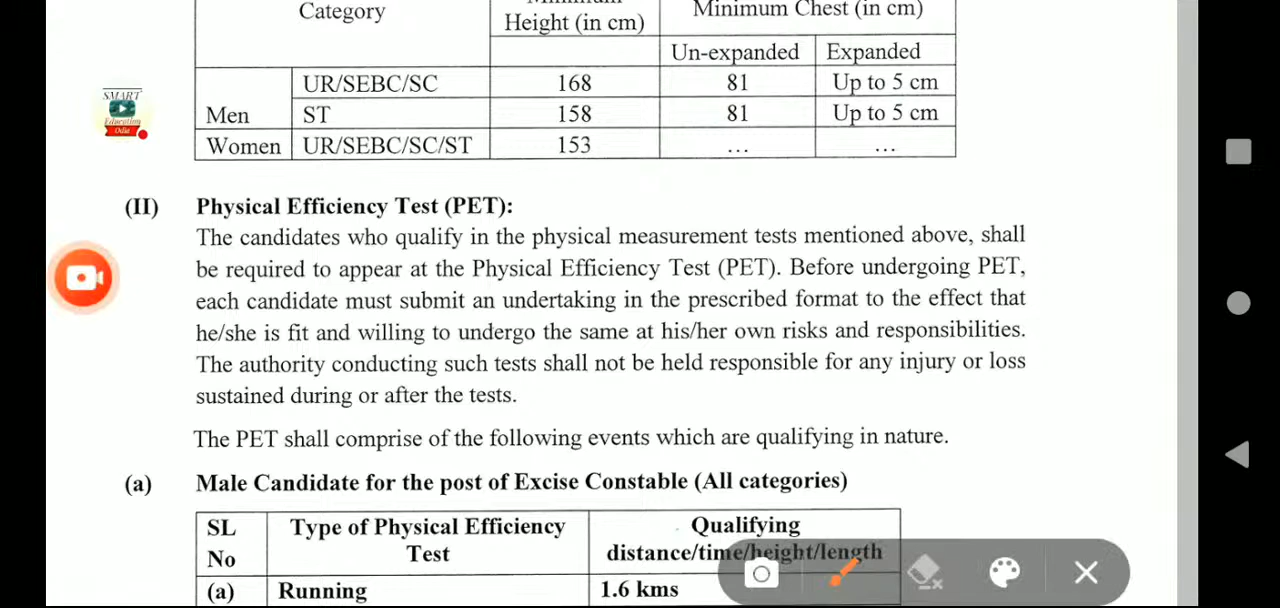 Category
Height (in cm)
Minimum Chest (in cm)
Un-expanded Expanded
Men UR/SEBC/SC 168 81 Up to 5 cm
ST 158 81 Up to 5 cm
Women UR/SEBC/SC/ST 153 ... ...
SMART
Education
Odia
(II) Physical Efficiency Test (PET):
The candidates who qualify in the physical measurement tests mentioned above, shall
be required to appear at the Physical Efficiency Test (PET). Before undergoing PET,
each candidate must submit an undertaking in the prescribed format to the effect that
he/she is fit and willing to undergo the same at his/her own risks and responsibilities.
The authority conducting such tests shall not be held responsible for any injury or loss
sustained during or after the tests.
The PET shall comprise of the following events which are qualifying in nature.
(a) Male Candidate for the post of Excise Constable (All categories)
SL No Type of Physical Efficiency Test Qualifying distance/time/height/length
(a) Running 1.6 kms